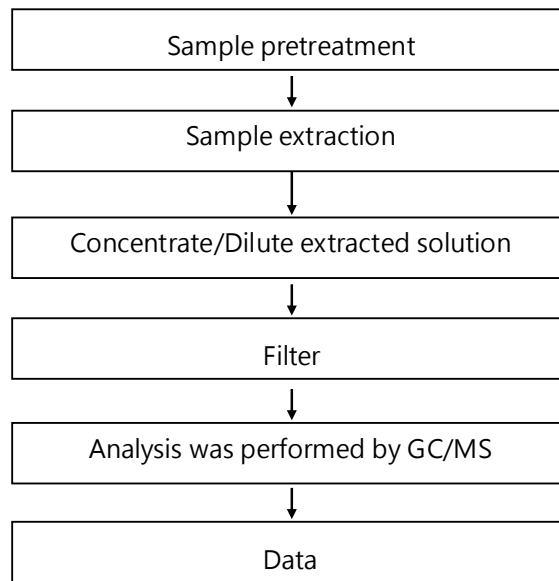 Sample pretreatment
Sample extraction
Concentrate/Dilute extracted solution
Filter
Analysis was performed by GC/MS
Data